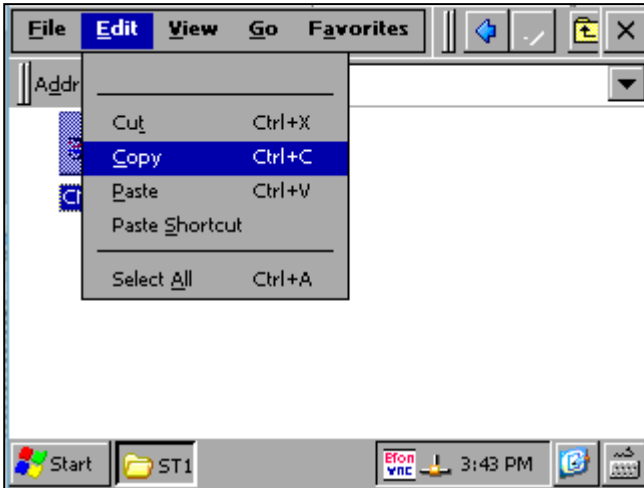 File Edit View Go Favorites
Addr
Cut Ctrl+X
Copy Ctrl+C
Paste Ctrl+V
Paste Shortcut
Select All Ctrl+A
Start ST1 Efon VNC 3:43 PM